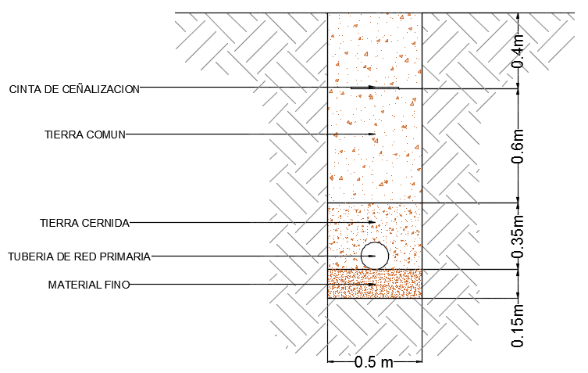 0.4m
CINTA DE CEÑALIZACION
0.6m
TIERRA COMUN
TIERRA CERNIDA
0.35m
TUBERIA DE RED PRIMARIA
MATERIAL FINO
0.15m
0.5 m